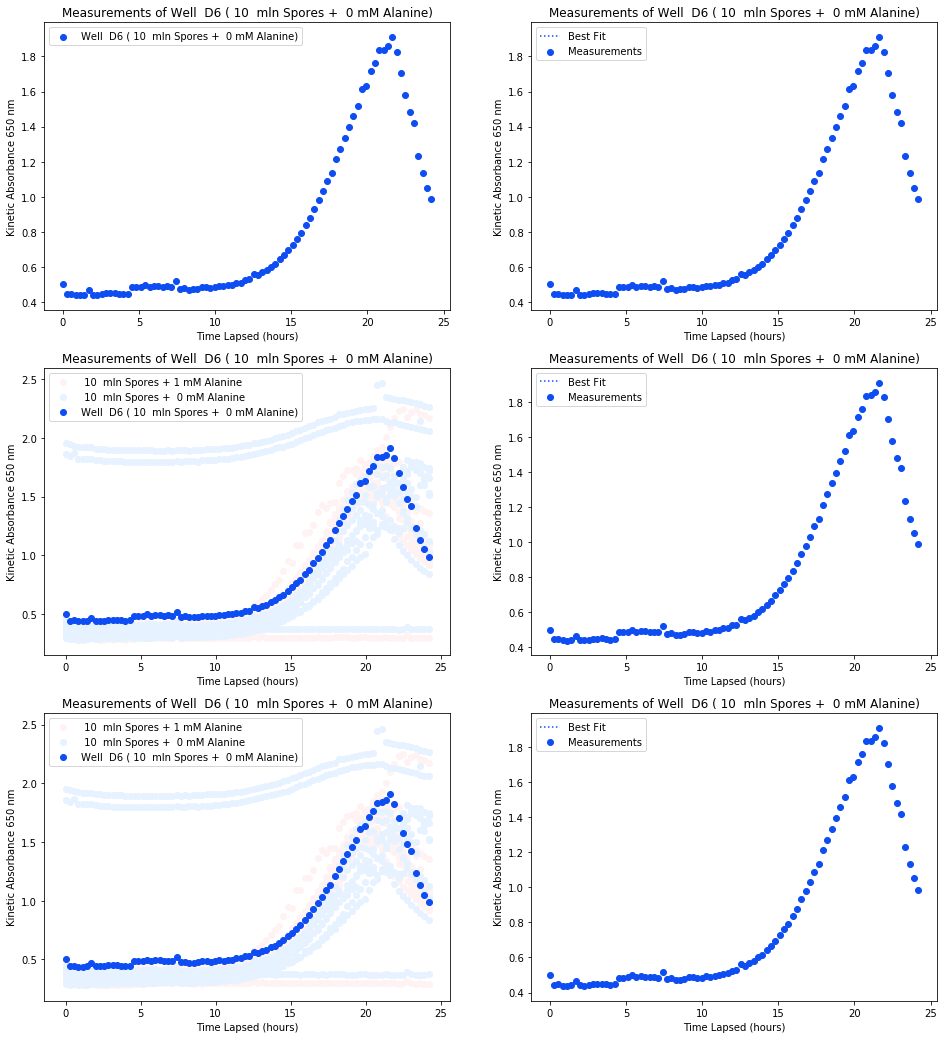 Measurements of Well  D6 ( 10  mln Spores +  0 mM Alanine)
Well  D6 ( 10  mln Spores +  0 mM Alanine)
Kinetic Absorbance 650 nm
1.8
1.6
1.4
1.2
1.0
0.8
0.6
0.4
0 5 10 15 20 25
Time Lapsed (hours)
Measurements of Well  D6 ( 10  mln Spores +  0 mM Alanine)
Best Fit
Measurements
Kinetic Absorbance 650 nm
1.8
1.6
1.4
1.2
1.0
0.8
0.6
0.4
0 5 10 15 20 25
Time Lapsed (hours)
Measurements of Well  D6 ( 10  mln Spores +  0 mM Alanine)
10  mln Spores + 1 mM Alanine
10  mln Spores +  0 mM Alanine
Well  D6 ( 10  mln Spores +  0 mM Alanine)
Kinetic Absorbance 650 nm
2.5
2.0
1.5
1.0
0.5
0 5 10 15 20 25
Time Lapsed (hours)
Measurements of Well  D6 ( 10  mln Spores +  0 mM Alanine)
Best Fit
Measurements
Kinetic Absorbance 650 nm
1.8
1.6
1.4
1.2
1.0
0.8
0.6
0.4
0 5 10 15 20 25
Time Lapsed (hours)
Measurements of Well  D6 ( 10  mln Spores +  0 mM Alanine)
10  mln Spores + 1 mM Alanine
10  mln Spores +  0 mM Alanine
Well  D6 ( 10  mln Spores +  0 mM Alanine)
Kinetic Absorbance 650 nm
2.5
2.0
1.5
1.0
0.5
0 5 10 15 20 25
Time Lapsed (hours)
Measurements of Well  D6 ( 10  mln Spores +  0 mM Alanine)
Best Fit
Measurements
Kinetic Absorbance 650 nm
1.8
1.6
1.4
1.2
1.0
0.8
0.6
0.4
0 5 10 15 20 25
Time Lapsed (hours)